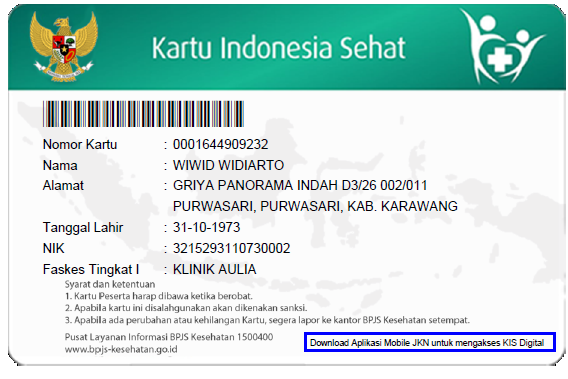 Kartu Indonesia Sehat
Nomor Kartu : 0001644909232
Nama : WIWID WIDIARTO
Alamat : GRIYA PANORAMA INDAH D3/26 002/011
PURWASARI, PURWASARI, KAB. KARAWANG
Tanggal Lahir : 31-10-1973
NIK : 3215293110730002
Faskes Tingkat I : KLINIK AULIA
Syarat dan ketentuan
1. Kartu Peserta harap dibawa ketika berobat.
2. Apabila kartu ini disalahgunakan akan dikenakan sanksi.
3. Apabila ada perubahan atau kehilangan Kartu, segera lapor ke kantor BPJS Kesehatan setempat.
Pusat Layanan Informasi BPJS Kesehatan 1500400
www.bpjs-kesehatan.go.id
Download Aplikasi Mobile JKN untuk mengakses KIS Digital